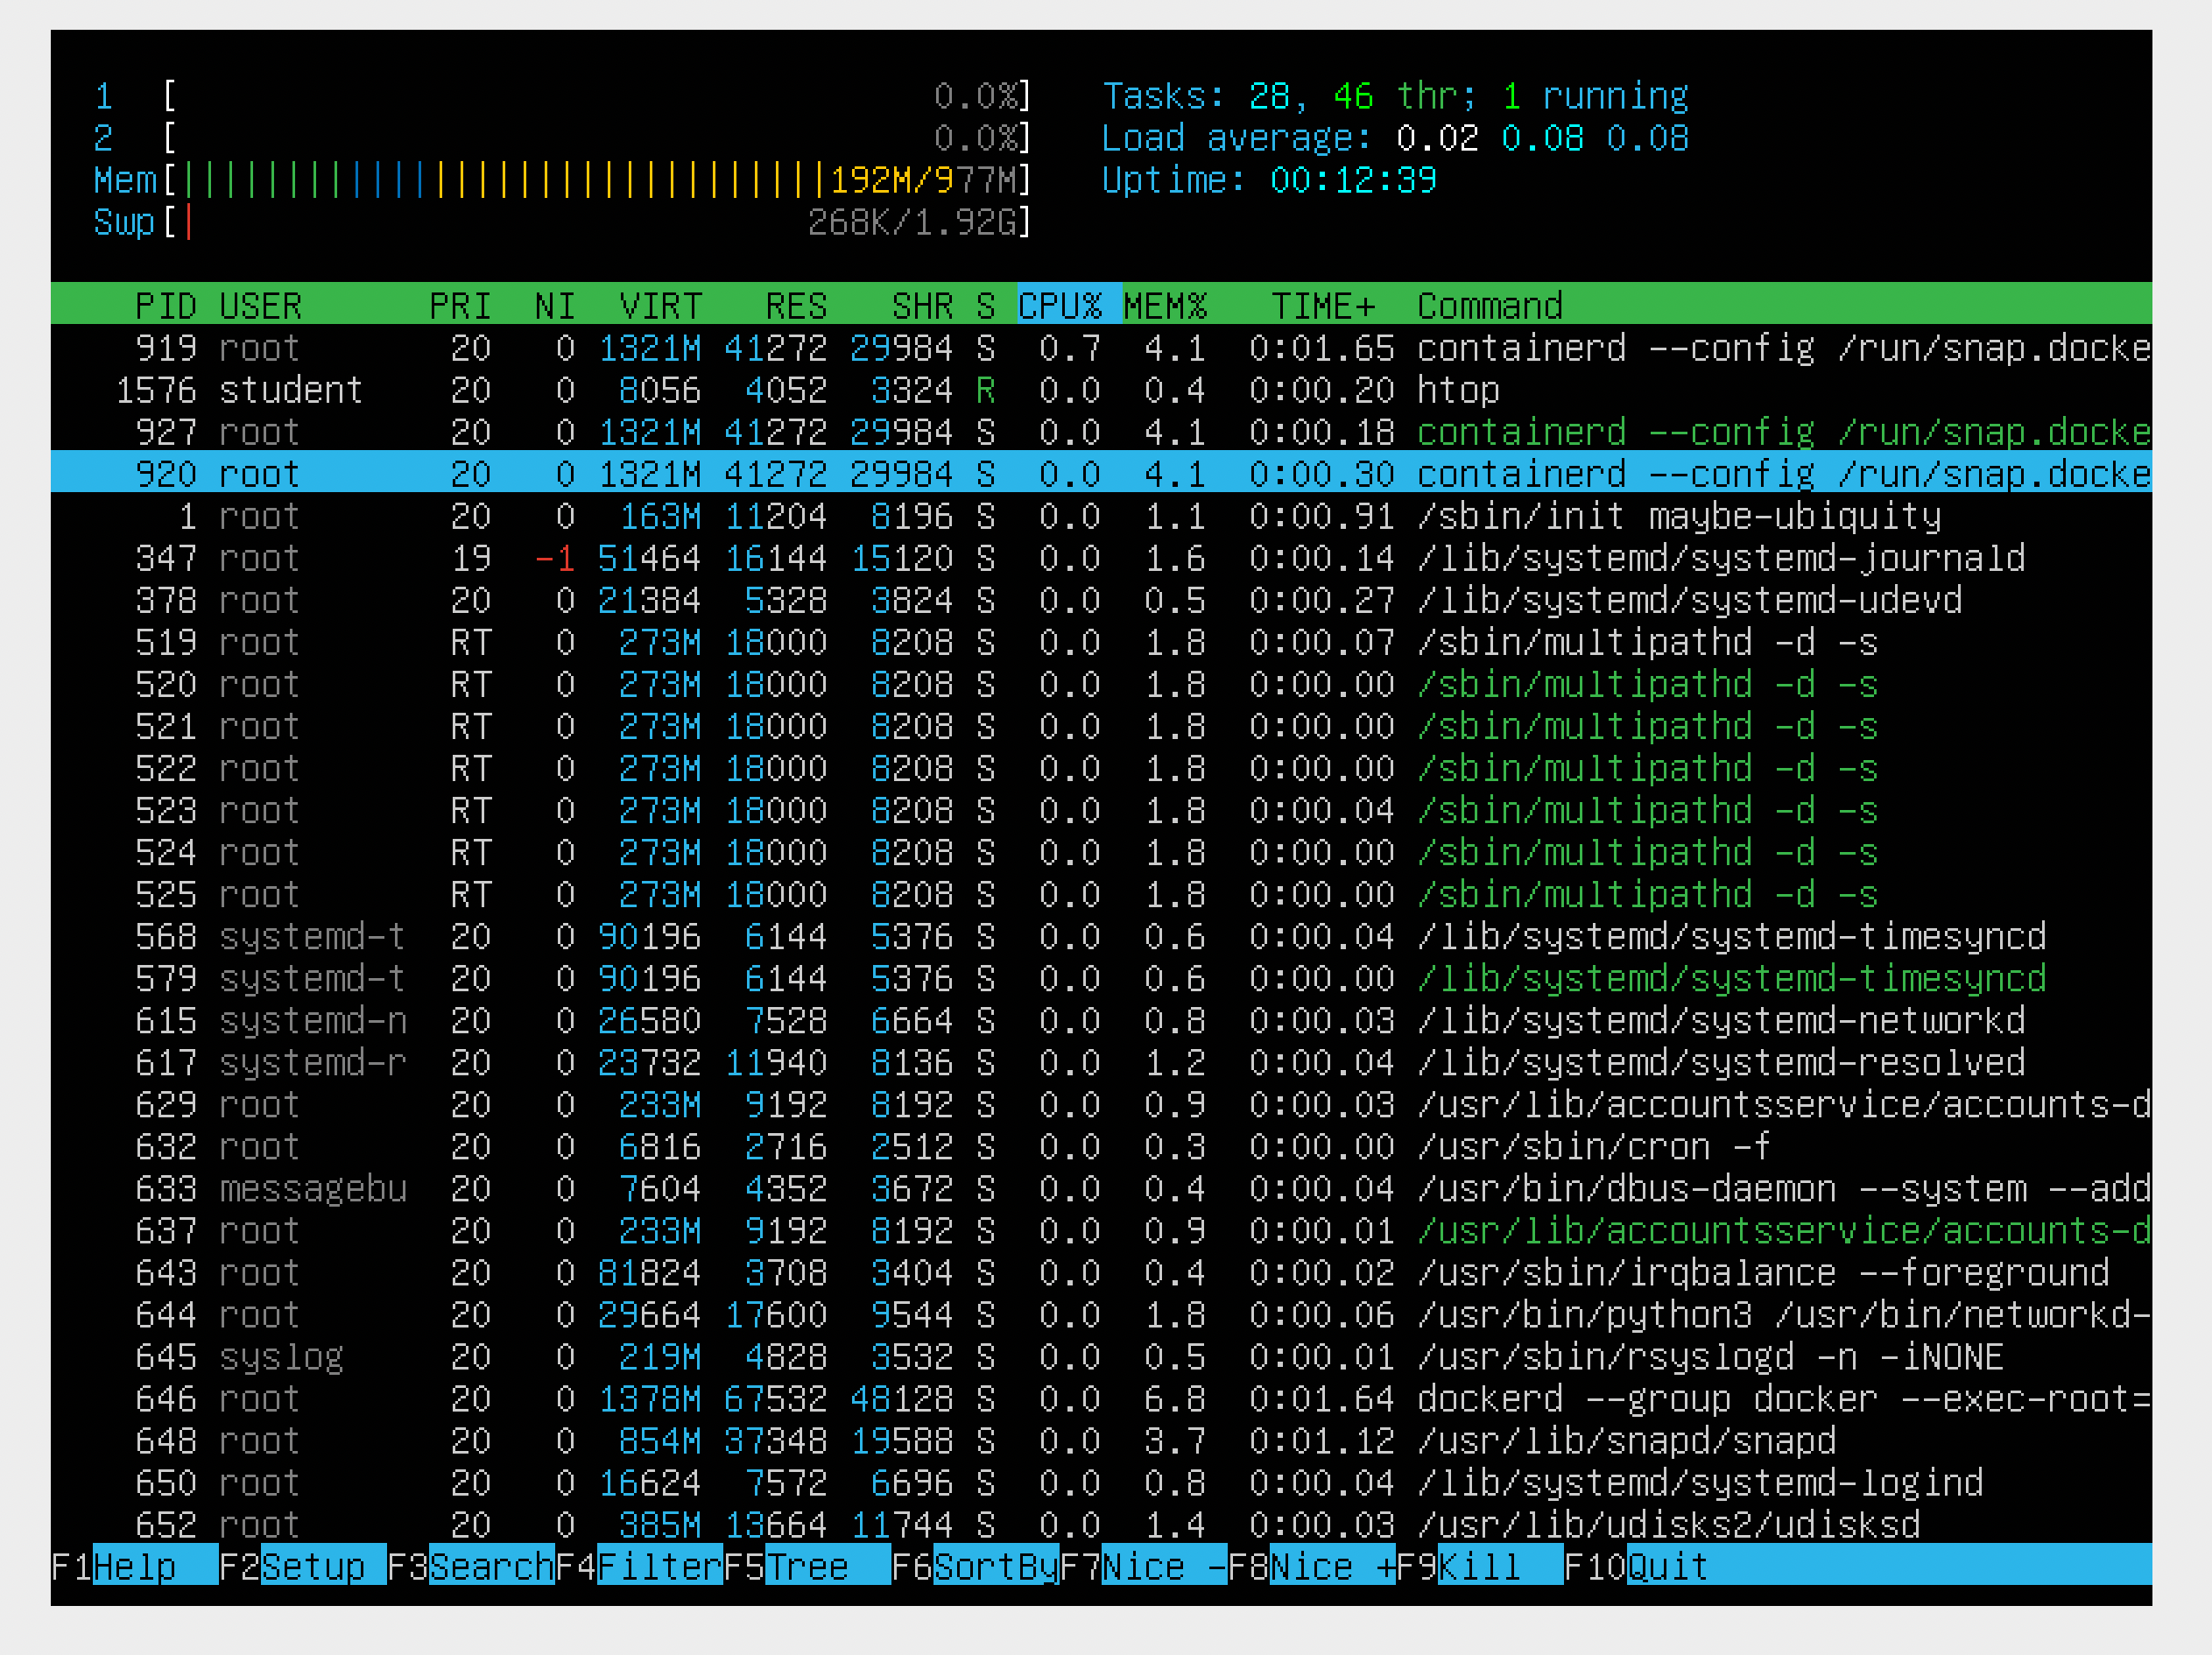 1 [ 0.0%] Tasks: 28, 46 thr; 1 running
2 [ 0.0%] Load average: 0.02 0.08 0.08
Mem[|||||||||||||||||||||||||||||||192M/977M] Uptime: 00:12:39
Swp[| 268K/1.92G]
PID USER PRI NI VIRT RES SHR S CPU% MEM% TIME+ Command
919 root 20 0 1321M 41272 29984 S 0.7 4.1 0:01.65 containerd --config /run/snap.docke
1576 student 20 0 8056 4052 3324 R 0.0 0.4 0:00.20 htop
927 root 20 0 1321M 41272 29984 S 0.0 4.1 0:00.18 containerd --config /run/snap.docke
920 root 20 0 1321M 41272 29984 S 0.0 4.1 0:00.30 containerd --config /run/snap.docke
1 root 20 0 163M 11204 8196 S 0.0 1.1 0:00.91 /sbin/init maybe-ubiquity
347 root 19 -1 51464 16144 15120 S 0.0 1.6 0:00.14 /lib/systemd/systemd-journald
378 root 20 0 21384 5328 3824 S 0.0 0.5 0:00.27 /lib/systemd/systemd-udevd
519 root RT 0 273M 18000 8208 S 0.0 1.8 0:00.07 /sbin/multipathd -d -s
520 root RT 0 273M 18000 8208 S 0.0 1.8 0:00.00 /sbin/multipathd -d -s
521 root RT 0 273M 18000 8208 S 0.0 1.8 0:00.00 /sbin/multipathd -d -s
522 root RT 0 273M 18000 8208 S 0.0 1.8 0:00.00 /sbin/multipathd -d -s
523 root RT 0 273M 18000 8208 S 0.0 1.8 0:00.04 /sbin/multipathd -d -s
524 root RT 0 273M 18000 8208 S 0.0 1.8 0:00.00 /sbin/multipathd -d -s
525 root RT 0 273M 18000 8208 S 0.0 1.8 0:00.00 /sbin/multipathd -d -s
568 systemd-t 20 0 90196 6144 5376 S 0.0 0.6 0:00.04 /lib/systemd/systemd-timesyncd
579 systemd-t 20 0 90196 6144 5376 S 0.0 0.6 0:00.00 /lib/systemd/systemd-timesyncd
615 systemd-n 20 0 26580 7528 6664 S 0.0 0.8 0:00.03 /lib/systemd/systemd-networkd
617 systemd-r 20 0 23732 11940 8136 S 0.0 1.2 0:00.04 /lib/systemd/systemd-resolved
629 root 20 0 233M 9192 8192 S 0.0 0.9 0:00.03 /usr/lib/accountsservice/accounts-d
632 root 20 0 6816 2716 2512 S 0.0 0.3 0:00.00 /usr/sbin/cron -f
633 messagebu 20 0 7604 4352 3672 S 0.0 0.4 0:00.04 /usr/bin/dbus-daemon --system --add
637 root 20 0 233M 9192 8192 S 0.0 0.9 0:00.01 /usr/lib/accountsservice/accounts-d
643 root 20 0 81824 3708 3404 S 0.0 0.4 0:00.02 /usr/sbin/irqbalance --foreground
644 root 20 0 29664 17600 9544 S 0.0 1.8 0:00.06 /usr/bin/python3 /usr/bin/networkd-
645 syslog 20 0 219M 4828 3532 S 0.0 0.5 0:00.01 /usr/sbin/rsyslogd -n -iNONE
646 root 20 0 1378M 67532 48128 S 0.0 6.8 0:01.64 dockerd --group docker --exec-root=
648 root 20 0 854M 37348 19588 S 0.0 3.7 0:01.12 /usr/lib/snapd/snapd
650 root 20 0 16624 7572 6696 S 0.0 0.8 0:00.04 /lib/systemd/systemd-logind
652 root 20 0 385M 13664 11744 S 0.0 1.4 0:00.03 /usr/lib/udisks2/udisksd
F1Help F2Setup F3SearchF4FilterF5Tree F6SortByF7Nice -F8Nice +F9Kill F10Quit